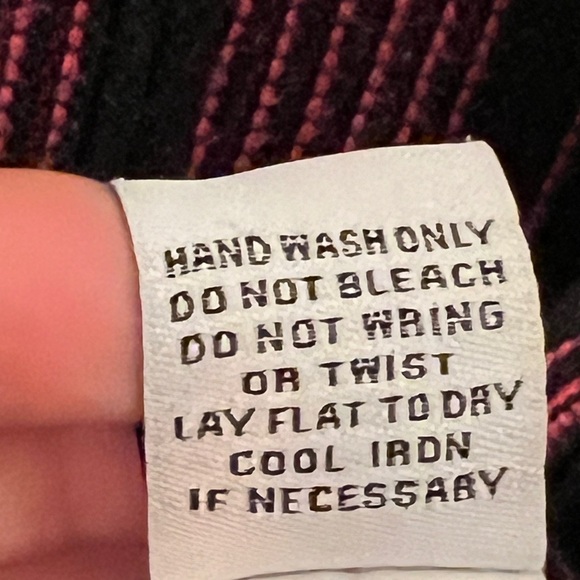 HAND WASH ONLY
DO NOT BLEACH
DO NOT WRING
OR TWIST
LAY FLAT TO DRY
COOL IRON
IF NECESSARY